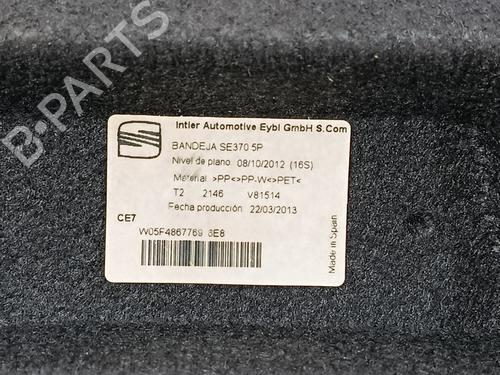 B-PARTS
Intier Automotive Eybl GmbH S.Com
BANDEJA SE370 5P
Nivel de plano: 08/10/2012 (16S)
Material: >PP<>PP-W<>PET<
T2 2146 V81514
Fecha producción: 22/03/2013
CE7
W05F4867769 6E8
Made in Spain